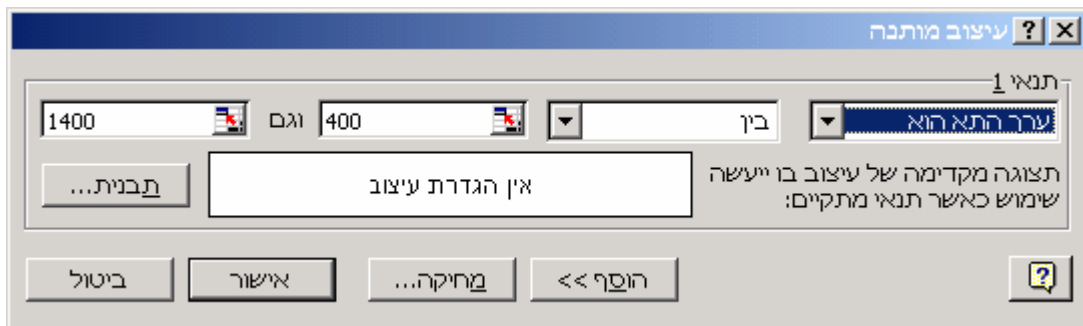 עיצוב מותנה
תנאי 1
ערך התא הוא בין 400 וגם 1400
תצוגה מקדימה של עיצוב בו ייעשה
שימוש כאשר תנאי מתקיים:
אין הגדרת עיצוב
תבנית...
הוסף >> מחיקה... אישור ביטול